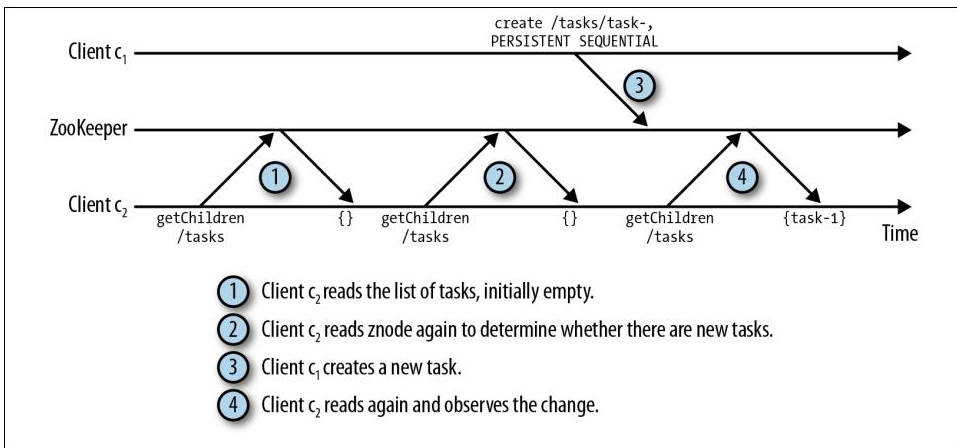 create /tasks/task-,
PERSISTENT SEQUENTIAL
Client c1
3
ZooKeeper
1
2
4
Client c2
getChildren
/tasks
{}
getChildren
/tasks
{}
getChildren
/tasks
{task-1}
Time
1 Client c2 reads the list of tasks, initially empty.
2 Client c2 reads znode again to determine whether there are new tasks.
3 Client c1 creates a new task.
4 Client c2 reads again and observes the change.